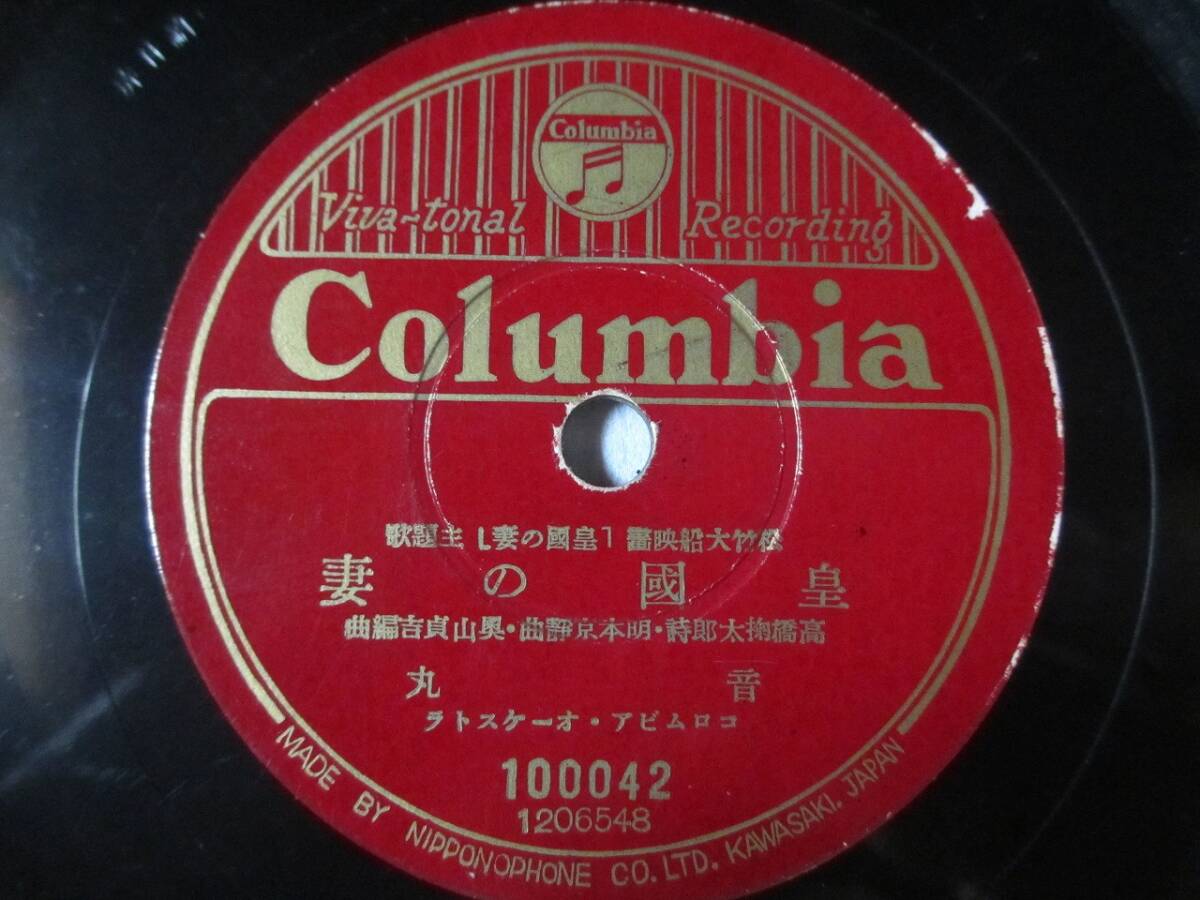 Columbia
Viva-tonal Recording
Columbia
松竹大船映畫「皇國の妻」主題歌
皇國の妻
高橋掬太郎詩・明本京靜曲・奥山貞吉編曲
音丸
コロムビア・オーケストラ
100042
1206548
MADE BY NIPPONOPHONE CO. LTD. KAWASAKI. JAPAN